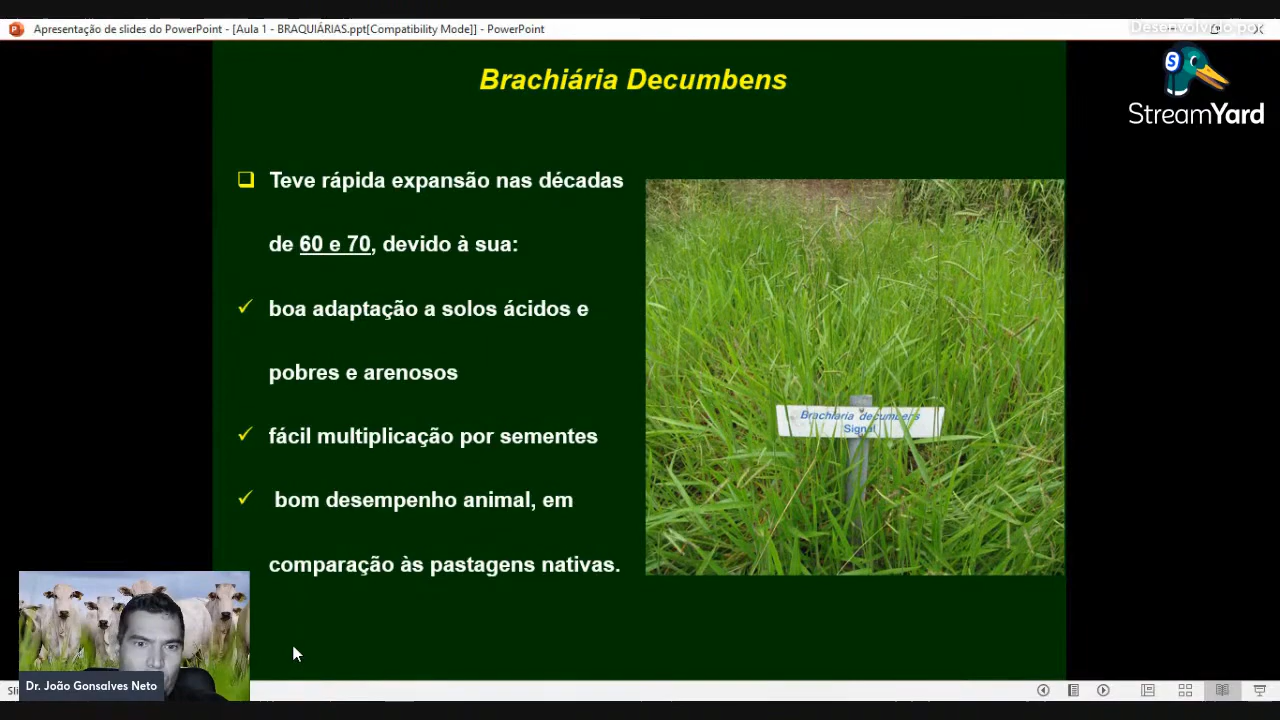 Apresentação de slides do PowerPoint - [Aula 1 - BRAQUIÁRIAS.ppt[Compatibility Mode]] - PowerPoint
Desenvolvido por
StreamYard
Brachiária Decumbens
Teve rápida expansão nas décadas
de 60 e 70, devido à sua:
boa adaptação a solos ácidos e
pobres e arenosos
fácil multiplicação por sementes
bom desempenho animal, em
comparação às pastagens nativas.
Brachiaria decumbens
Signal
Dr. João Gonsalves Neto